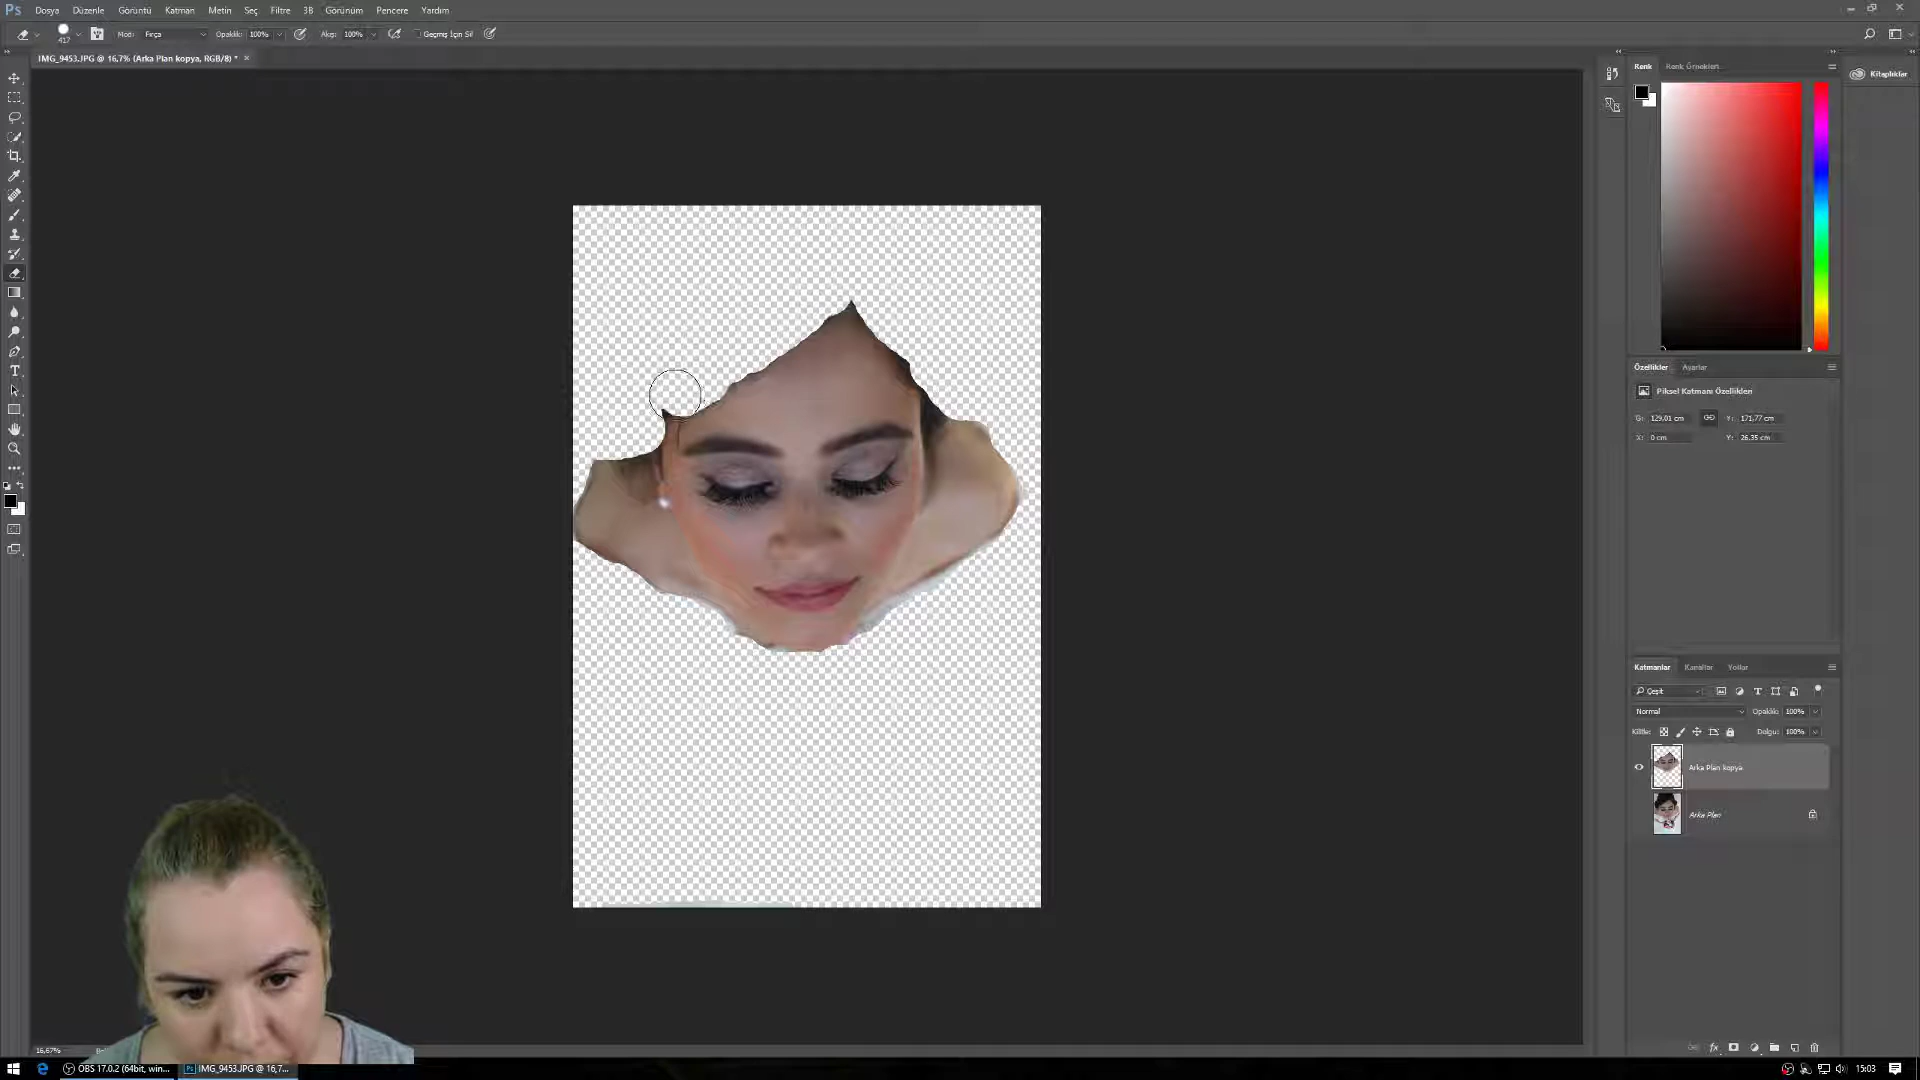 Ps Dosya Düzenle Görüntü Katman Metin Seç Filtre 3B Görünüm Pencere Yardım
417 Mod: Fırça Opaklık: 100% Akış: 100% Geçmiş İçin Sil
IMG_9453.JPG @ 16,7% (Arka Plan kopya, RGB/8) *
Renk Renk Örnekleri
Kitaplıklar
Özellikler Ayarlar
Piksel Katmanı Özellikleri
G: 129.01 cm Y: 171.77 cm
X: 0 cm Y: 26.35 cm
Katmanlar Kanallar Yollar
Çeşit
Normal Opaklık: 100%
Kilitle: Dolgu: 100%
Arka Plan kopya
Arka Plan
16,67%
OBS 17.0.2 (64bit, win...
Ps IMG_9453.JPG @ 16,7...
15:03